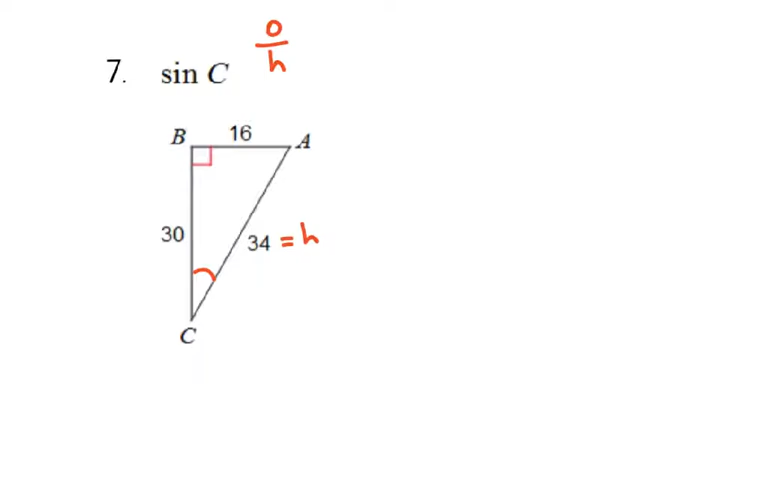 o
h
7. sin C
B 16 A
30
34 = h
C